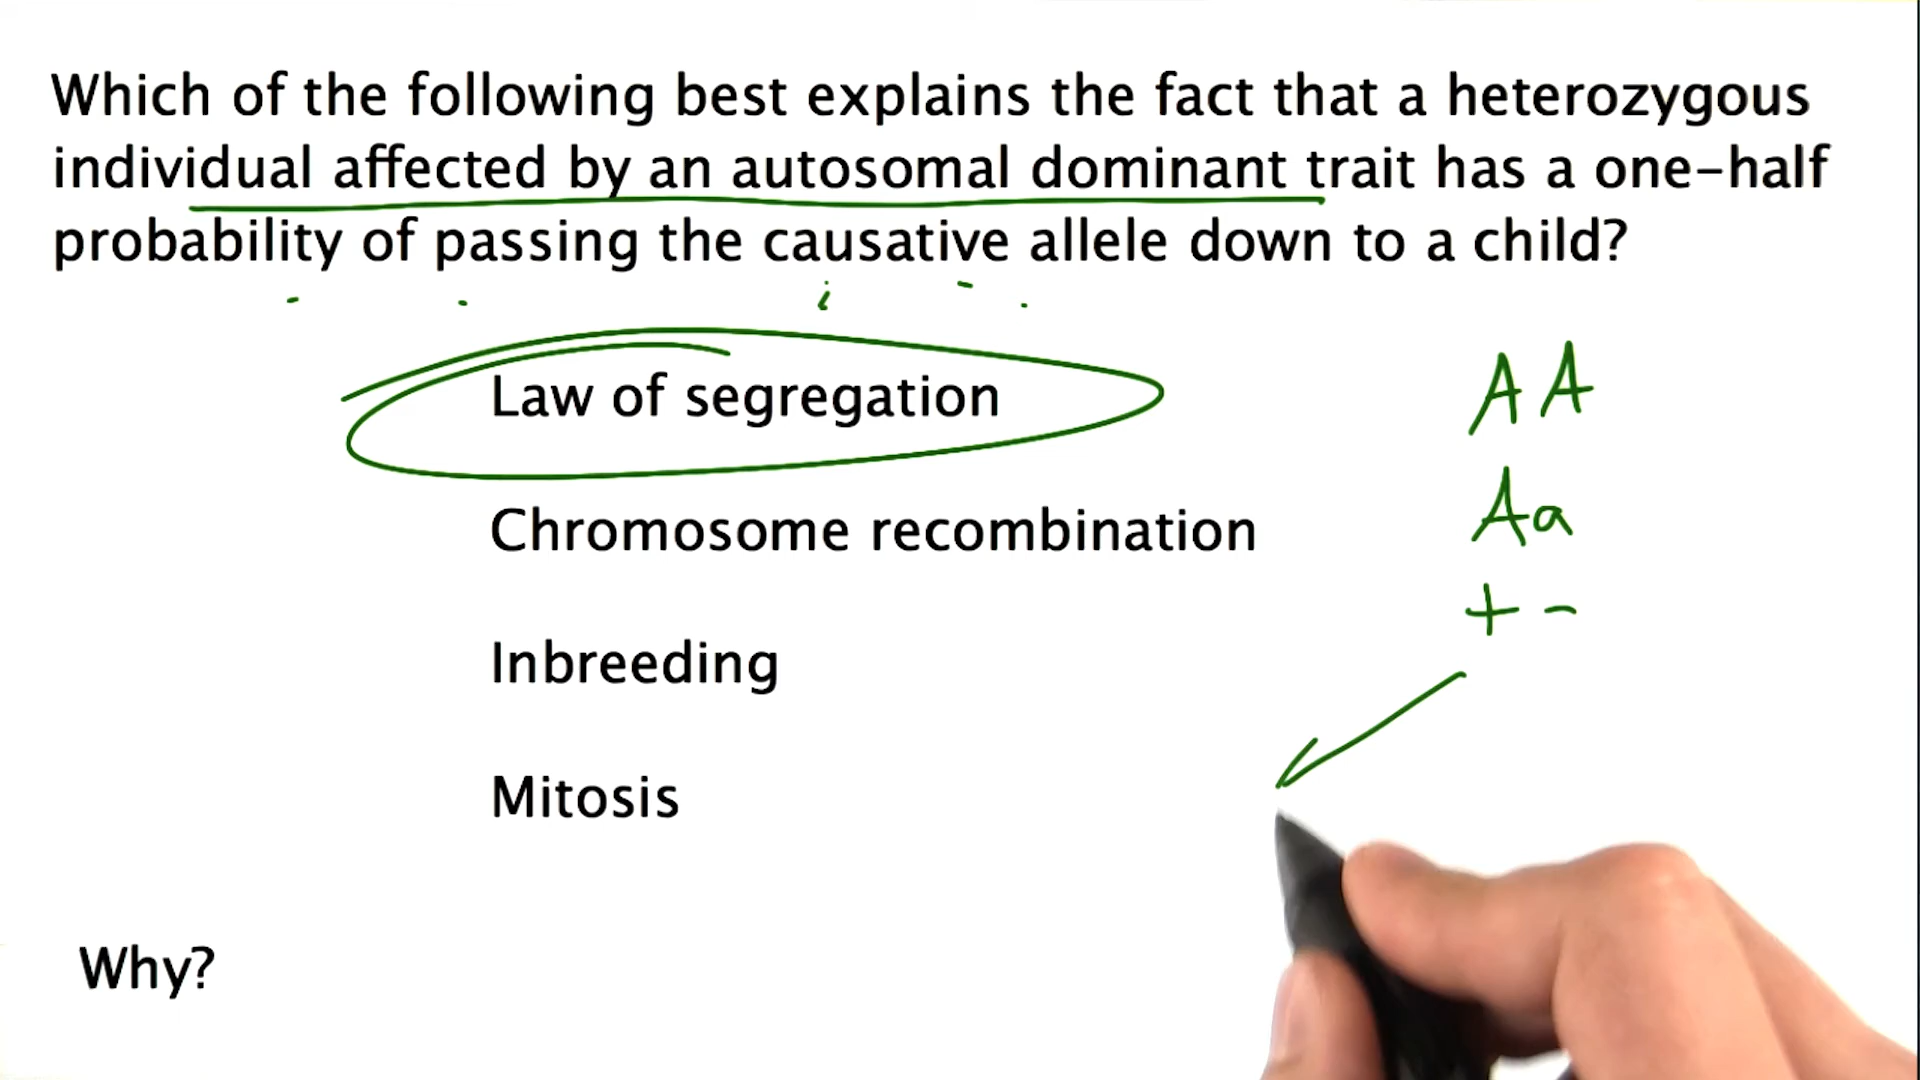 Which of the following best explains the fact that a heterozygous
individual affected by an autosomal dominant trait has a one-half
probability of passing the causative allele down to a child?
Law of segregation
AA
Chromosome recombination
Aa
+ -
Inbreeding
Mitosis
Why?